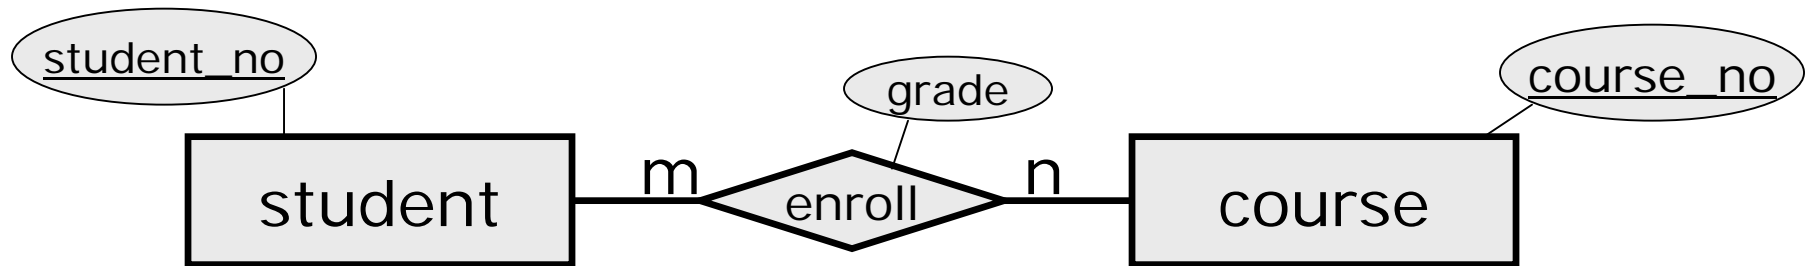 student_no
grade
course_no
student
m
enroll
n
course